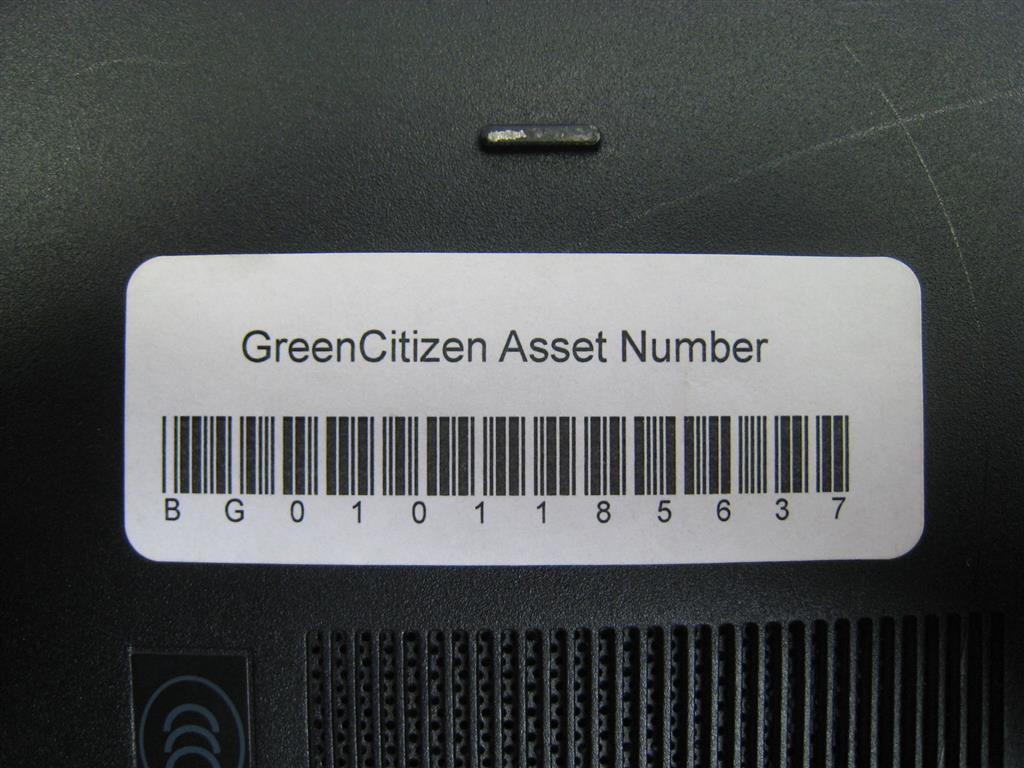 GreenCitizen Asset Number
B G 0 1 0 1 1 8 5 6 3 7